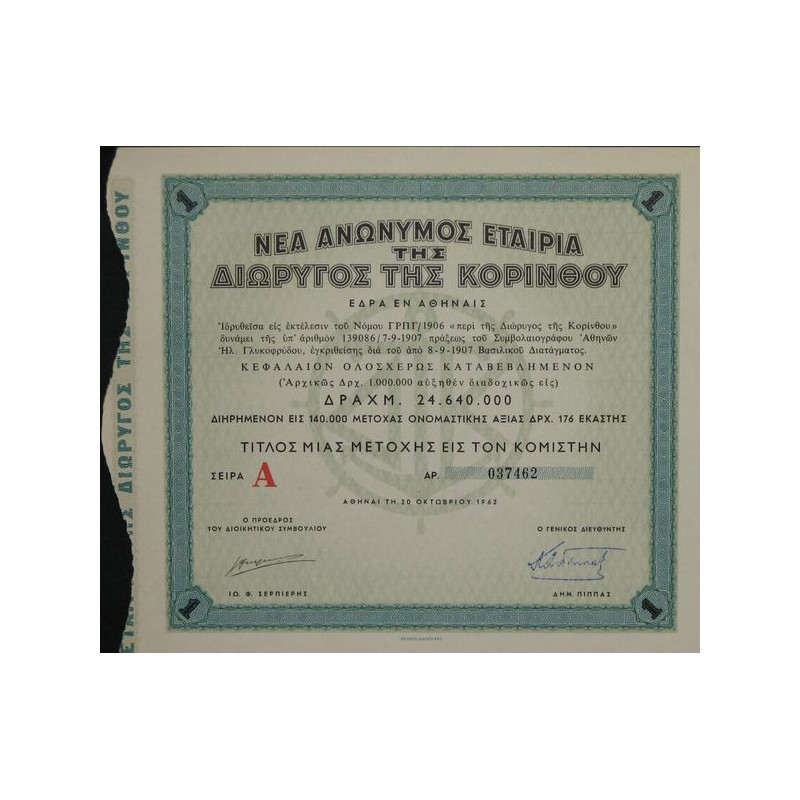 1 1
ΝΕΑ ΑΝΩΝΥΜΟΣ ΕΤΑΙΡΙΑ
ΤΗΣ
ΔΙΩΡΥΓΟΣ ΤΗΣ ΚΟΡΙΝΘΟΥ
ΕΔΡΑ ΕΝ ΑΘΗΝΑΙΣ
Ἱδρυθεῖσα εἰς ἐκτέλεσιν τοῦ Νόμου ΓΡΠΓ/1906 «περὶ τῆς Διώρυγος τῆς Κορίνθου»
δυνάμει τῆς ὑπ' ἀριθμὸν 139086/7-9-1907 πράξεως τοῦ Συμβολαιογράφου Ἀθηνῶν
Ἠλ. Γλυκοφρύδου, ἐγκριθείσης διὰ τοῦ ἀπὸ 8-9-1907 Βασιλικοῦ Διατάγματος.
ΚΕΦΑΛΑΙΟΝ ΟΛΟΣΧΕΡΩΣ ΚΑΤΑΒΕΒΛΗΜΕΝΟΝ
(Ἀρχικῶς Δρχ. 1.000.000 αὐξηθὲν διαδοχικῶς εἰς)
ΔΡΑΧΜ. 24.640.000
ΔΙΗΡΗΜΕΝΟΝ ΕΙΣ 140.000 ΜΕΤΟΧΑΣ ΟΝΟΜΑΣΤΙΚΗΣ ΑΞΙΑΣ ΔΡΧ. 176 ΕΚΑΣΤΗΣ
ΤΙΤΛΟΣ ΜΙΑΣ ΜΕΤΟΧΗΣ ΕΙΣ ΤΟΝ ΚΟΜΙΣΤΗΝ
ΣΕΙΡΑ Α ΑΡ. 037462
ΑΘΗΝΑΙ ΤΗ 20 ΟΚΤΩΒΡΙΟΥ 1962
Ο ΠΡΟΕΔΡΟΣ
ΤΟΥ ΔΙΟΙΚΗΤΙΚΟΥ ΣΥΜΒΟΥΛΙΟΥ
Ο ΓΕΝΙΚΟΣ ΔΙΕΥΘΥΝΤΗΣ
ΙΩ. Φ. ΣΕΡΠΙΕΡΗΣ
ΔΗΜ. ΠΙΠΠΑΣ
1 1
ΔΙΩΡΥΓΟΣ ΤΗΣ